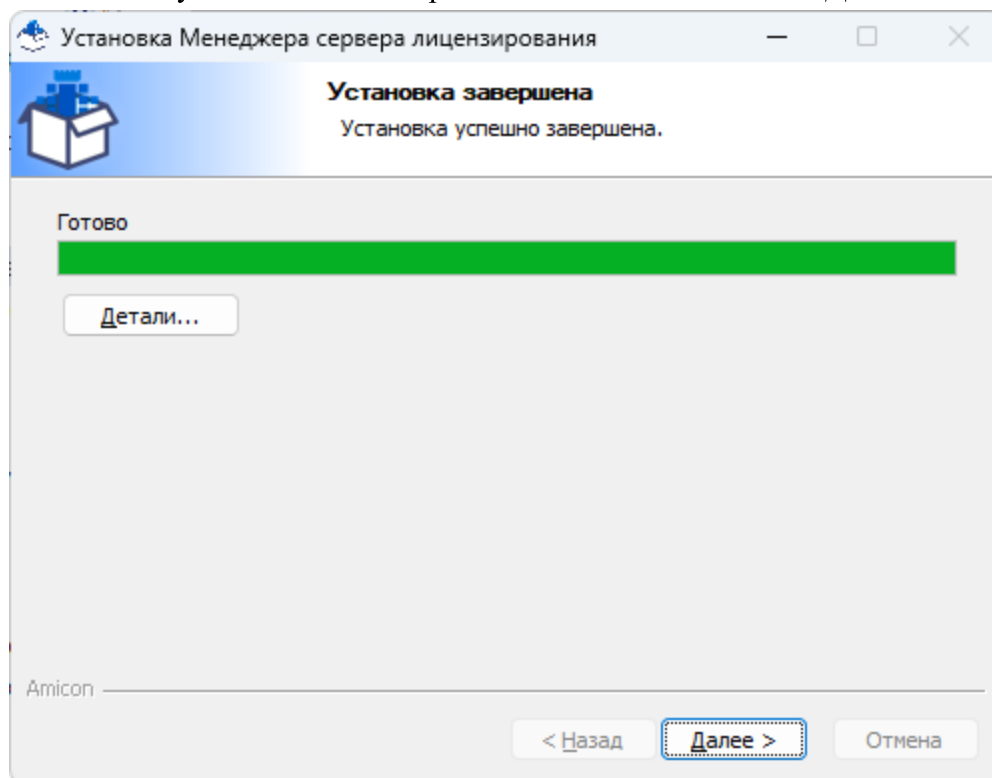 Установка Менеджера сервера лицензирования
Установка завершена
Установка успешно завершена.
Готово
Детали...
Amicon
< Назад
Далее >
Отмена